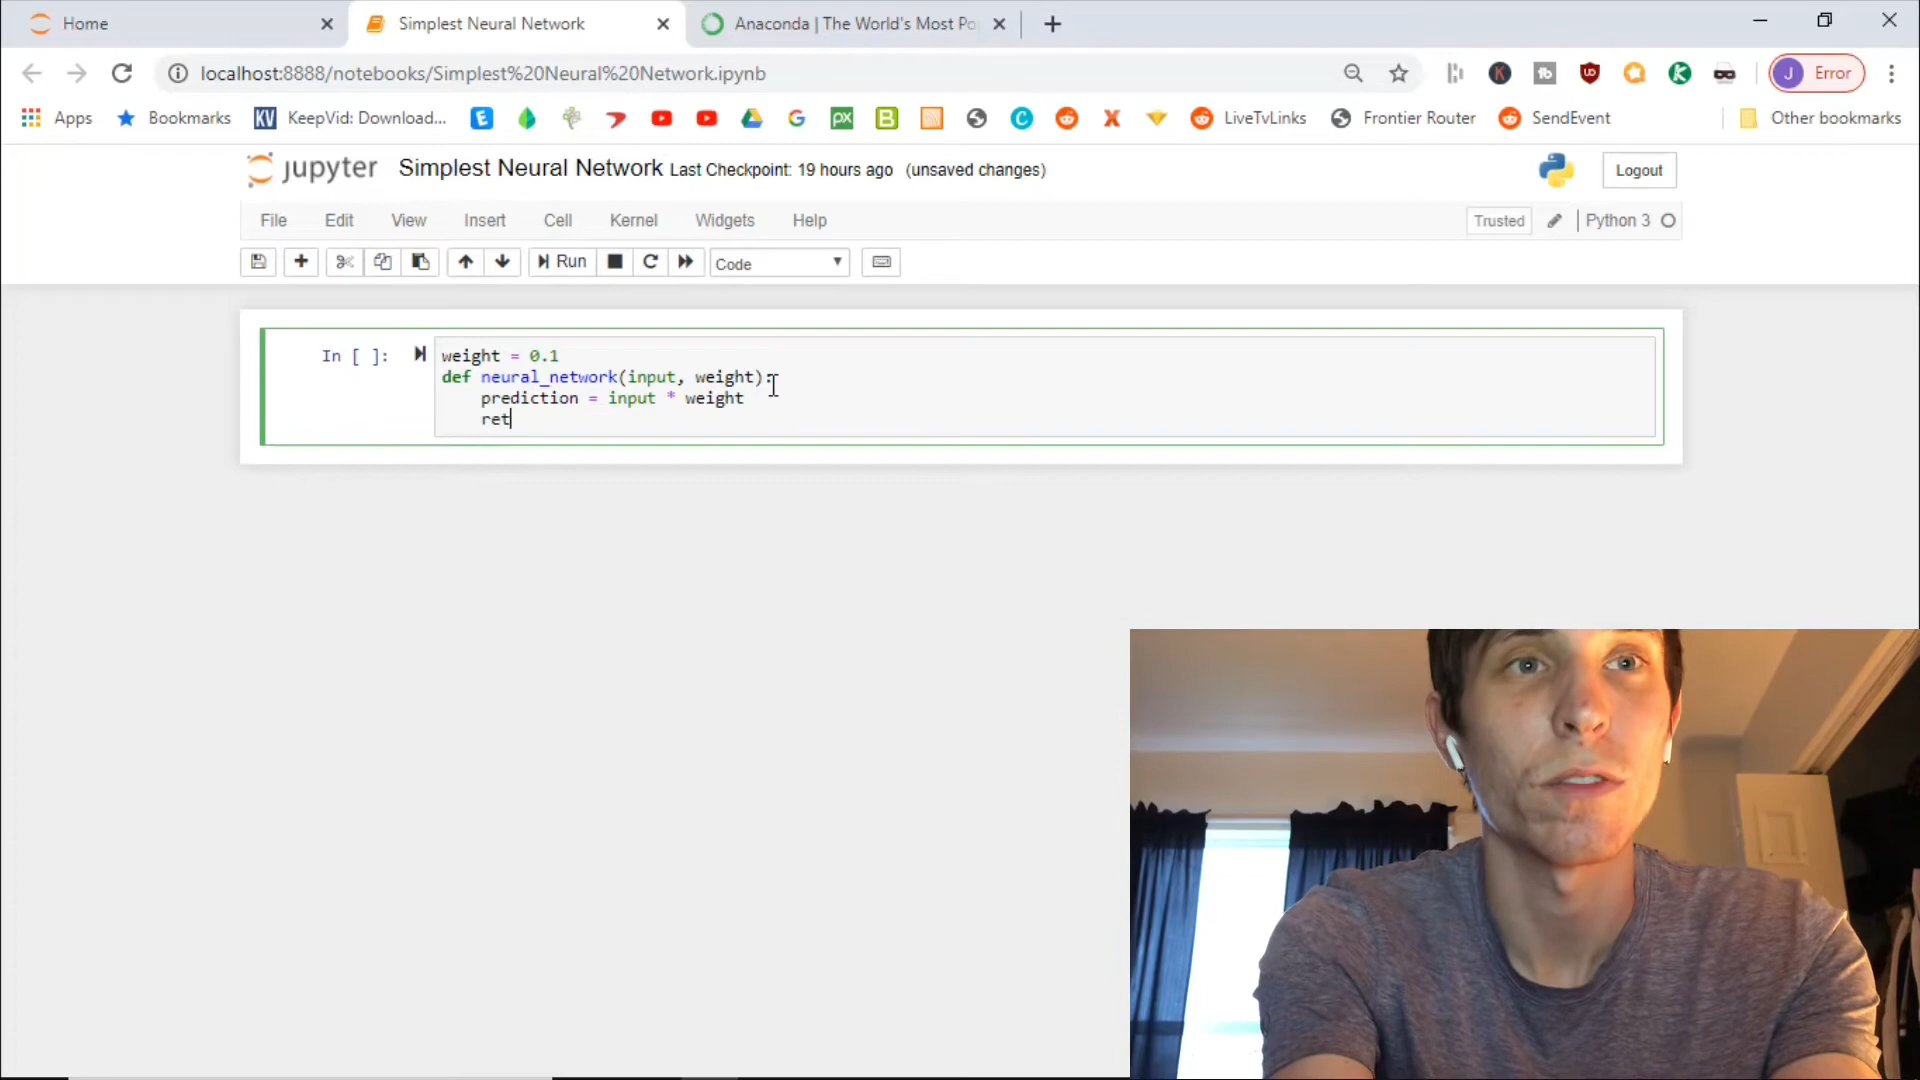 Home
Simplest Neural Network
Anaconda | The World's Most Po
localhost:8888/notebooks/Simplest%20Neural%20Network.ipynb
J Error
Apps Bookmarks KV KeepVid: Download... LiveTvLinks Frontier Router SendEvent Other bookmarks
jupyter Simplest Neural Network Last Checkpoint: 19 hours ago (unsaved changes) Logout
File Edit View Insert Cell Kernel Widgets Help Trusted Python 3
Run Code
In [ ]: weight = 0.1
def neural_network(input, weight):
prediction = input * weight
ret